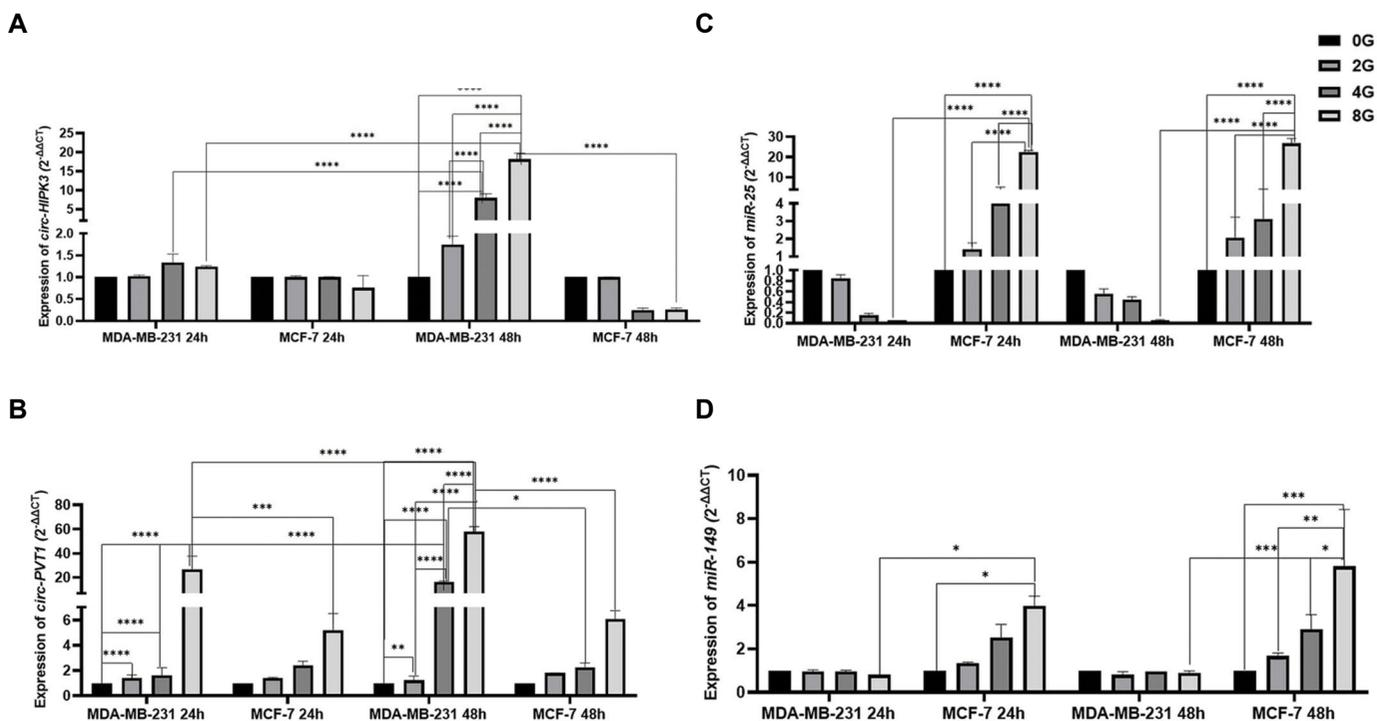 A
Expression of circ-HIPK3 (2-ΔΔCT)
25
20
15
10
5
2.0
1.5
1.0
0.5
0.0
****
****
****
****
****
****
****
****
MDA-MB-231 24h
MCF-7 24h
MDA-MB-231 48h
MCF-7 48h
C
0G
2G
4G
8G
Expression of miR-25 (2-ΔΔCT)
30
20
10
4
3
2
1
1.0
0.8
0.6
0.4
0.2
0.0
****
****
****
****
****
****
****
****
MDA-MB-231 24h
MCF-7 24h
MDA-MB-231 48h
MCF-7 48h
B
Expression of circ-PVT1 (2-ΔΔCT)
80
60
40
20
6
4
2
0
****
****
****
****
***
****
****
****
****
****
****
**
****
*
MDA-MB-231 24h
MCF-7 24h
MDA-MB-231 48h
MCF-7 48h
D
Expression of miR-149 (2-ΔΔCT)
10
8
6
4
2
0
*
*
***
**
***
*
MDA-MB-231 24h
MCF-7 24h
MDA-MB-231 48h
MCF-7 48h